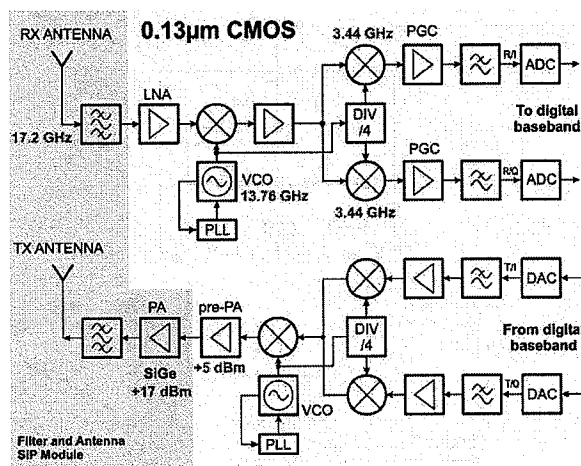 RX ANTENNA
0.13µm CMOS
3.44 GHz
PGC
LNA
R/I
ADC
17.2 GHz
DIV
/4
To digital
baseband
PGC
VCO
13.76 GHz
R/Q
ADC
PLL
3.44 GHz
TX ANTENNA
T/I
DAC
PA
pre-PA
DIV
/4
From digital
baseband
SiGe
+17 dBm
+5 dBm
VCO
T/Q
DAC
PLL
Filter and Antenna
SiP Module